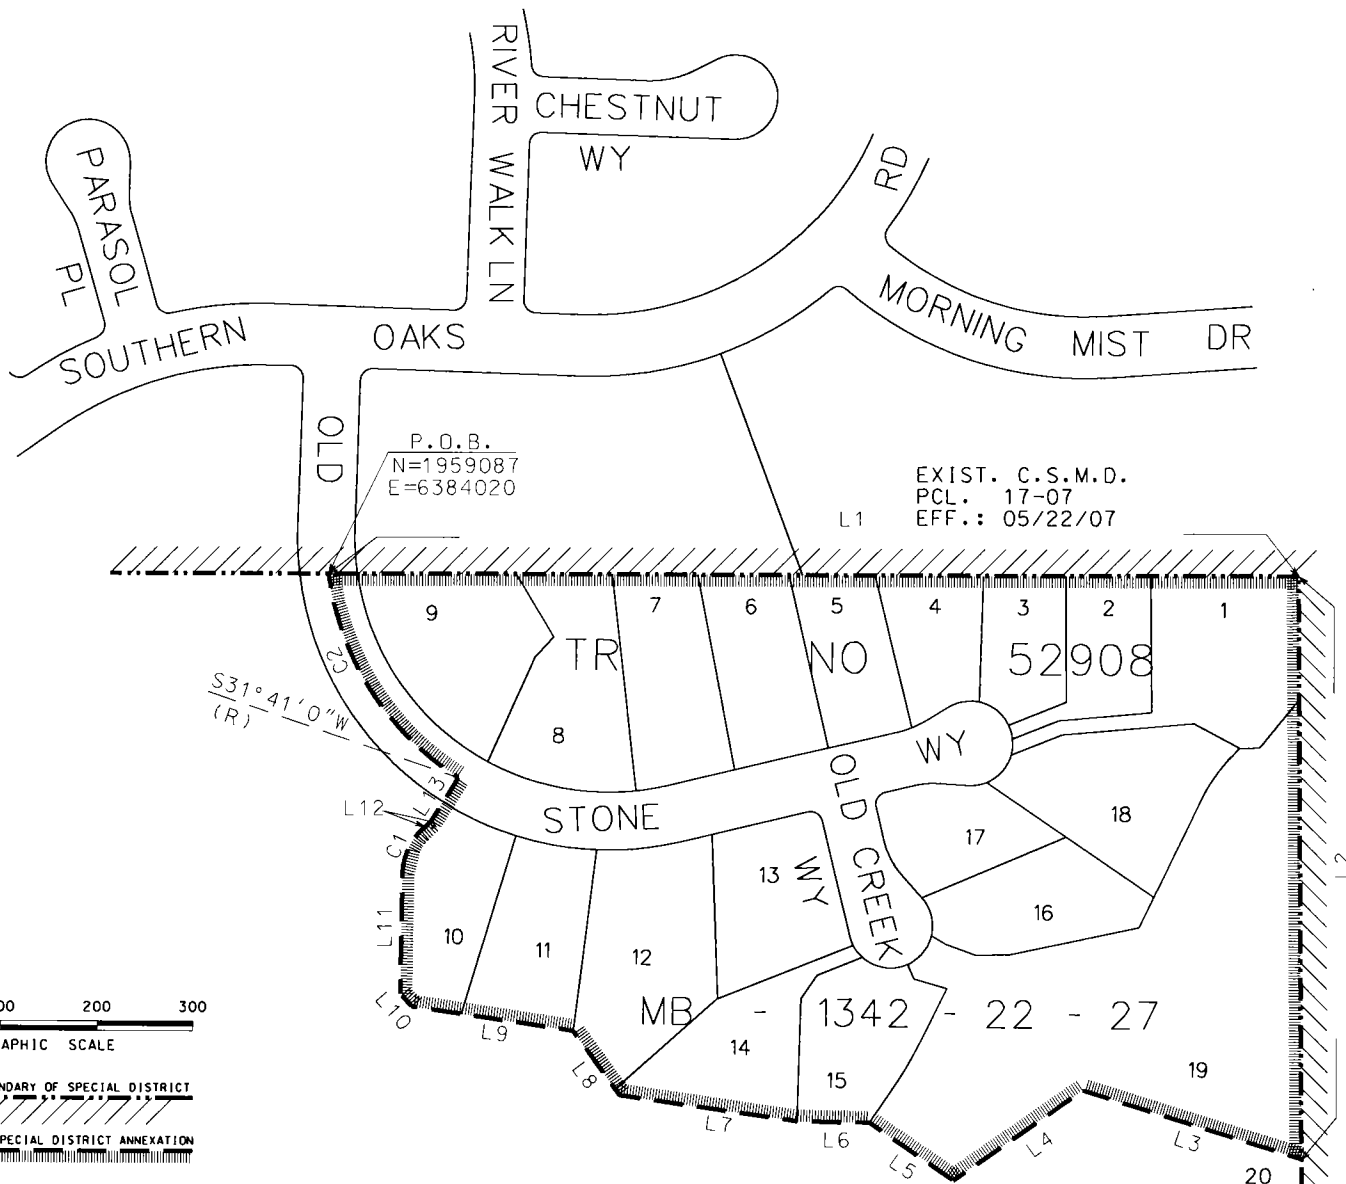 RIVER WALK LN
CHESTNUT
WY
PARASOL
PL
RD
SOUTHERN
OAKS
MORNING MIST DR
OLD
P.O.B.
N=1959087
E=6384020
EXIST. C.S.M.D.
PCL. 17-07
EFF.: 05/22/07
L1
9
7
6
5
4
3
2
1
TR
NO
52908
C2
S31°41'0"W
(R)
8
WY
OLD CREEK
WY
STONE
L13
L12
C1
18
17
16
13
L2
L11
10
11
12
L10
L9
MB - 1342 - 22 - 27
14
15
19
L8
L7
L6
L5
L4
L3
20
00 200 300
APHIC SCALE
NDARY OF SPECIAL DISTRICT
PECIAL DISTRICT ANNEXATION